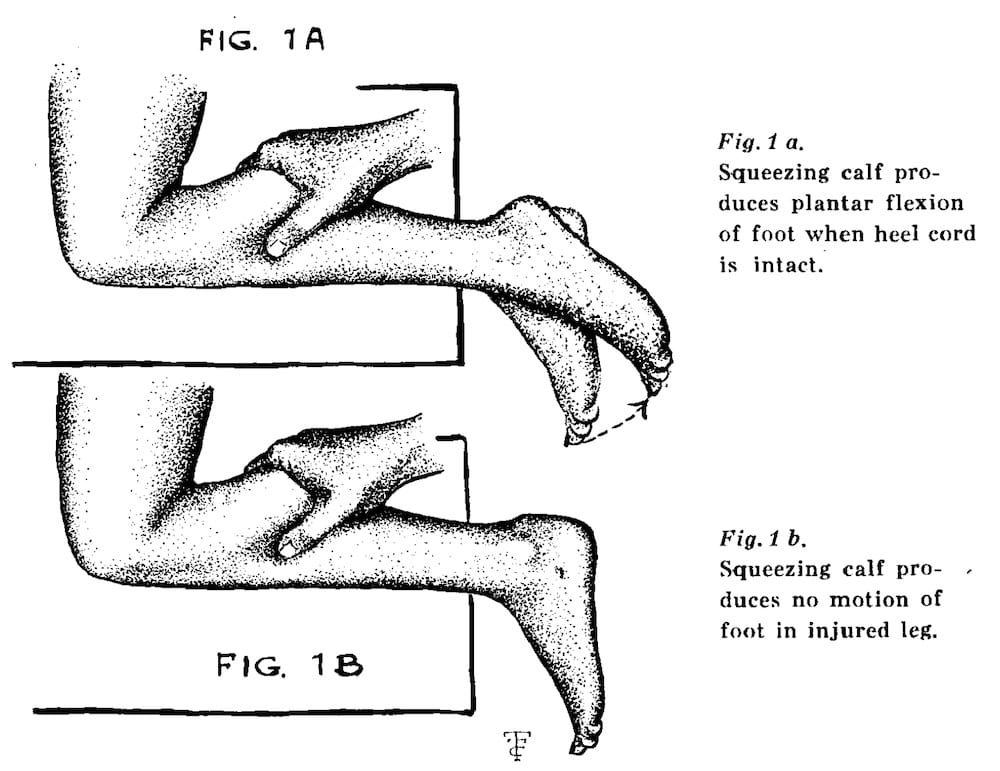 FIG. 1A
Fig. 1 a.
Squeezing calf pro-
duces plantar flexion
of foot when heel cord
is intact.
Fig. 1 b.
Squeezing calf pro-
duces no motion of
foot in injured leg.
FIG. 1B